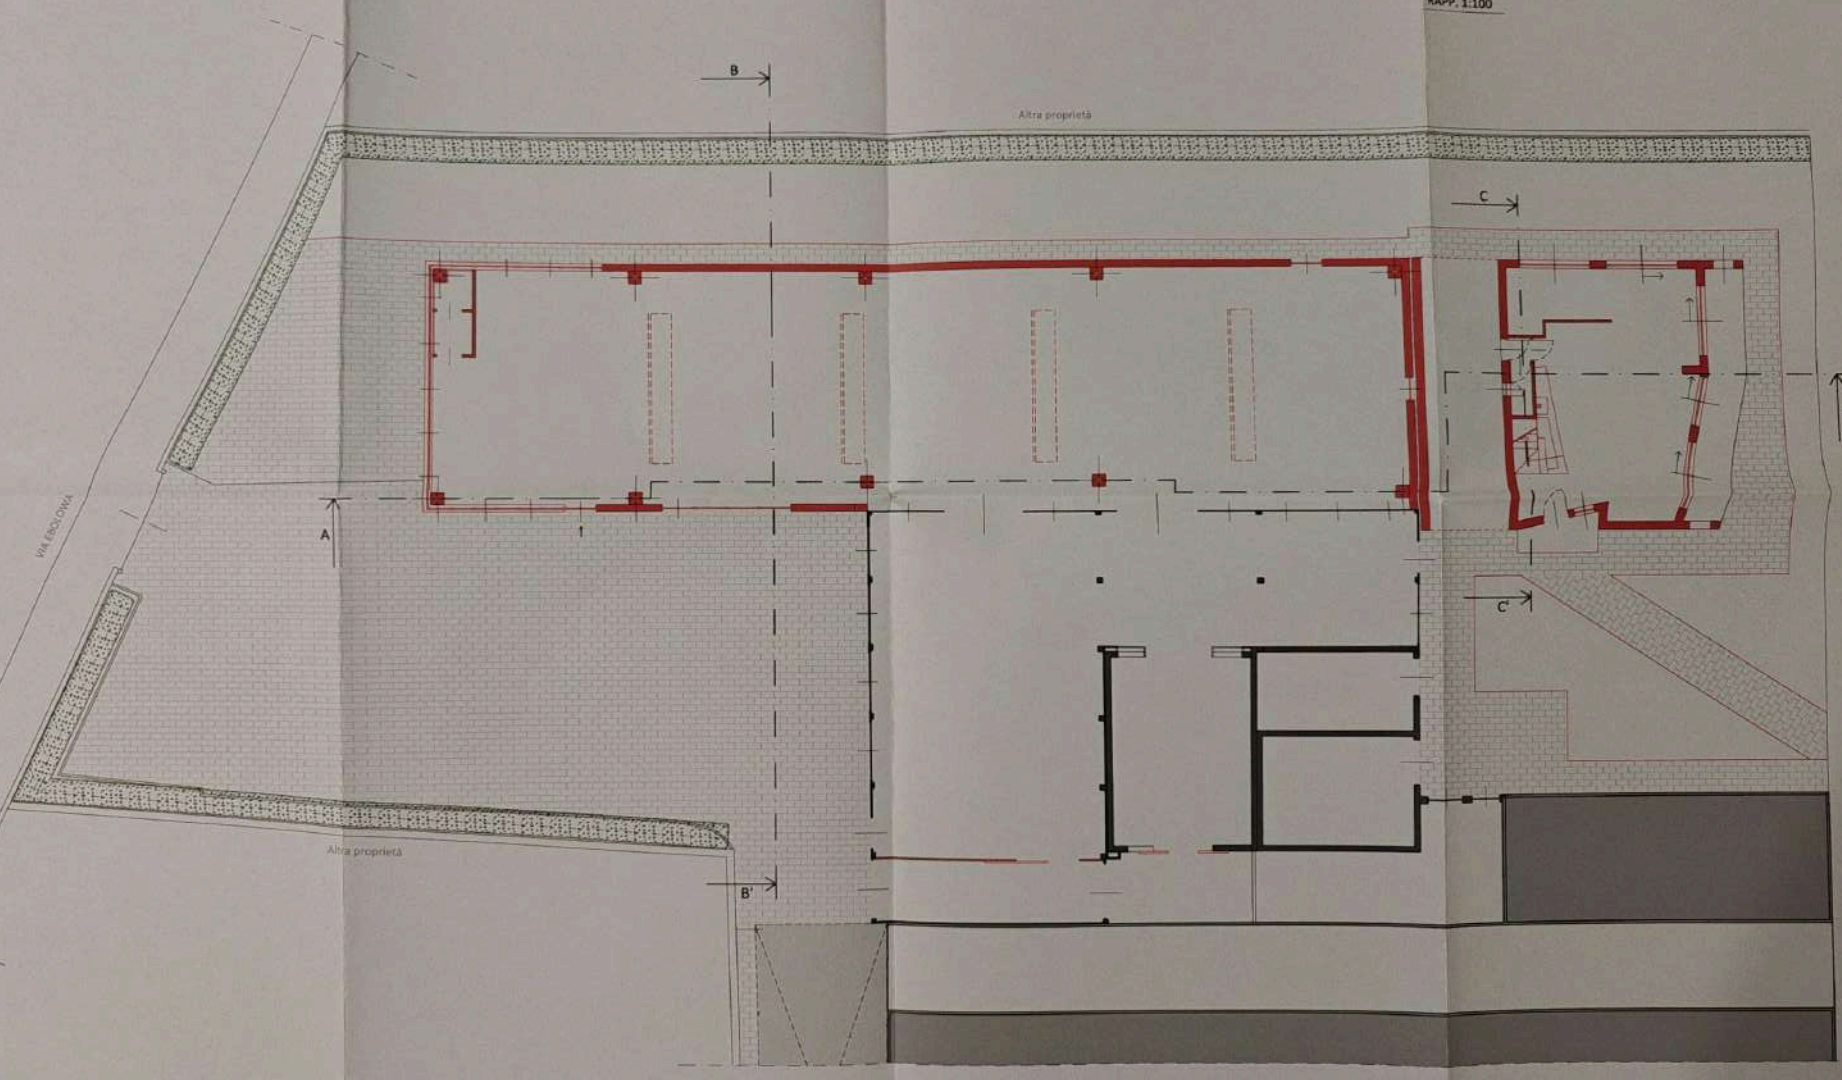 RAPP. 1:100
B
Altra proprietà
C
VIA EBOLOWA
A
C'
Altra proprietà
B'